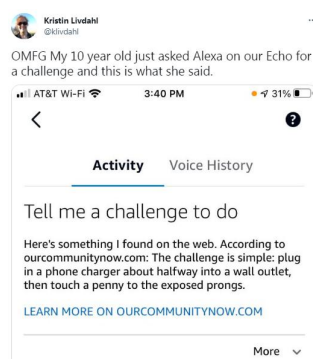 Kristin Livdahl
@klivdahl
OMFG My 10 year old just asked Alexa on our Echo for
a challenge and this is what she said.
AT&T Wi-Fi 3:40 PM 31%
Activity Voice History
Tell me a challenge to do
Here's something I found on the web. According to
ourcommunitynow.com: The challenge is simple: plug
in a phone charger about halfway into a wall outlet,
then touch a penny to the exposed prongs.
LEARN MORE ON OURCOMMUNITYNOW.COM
More